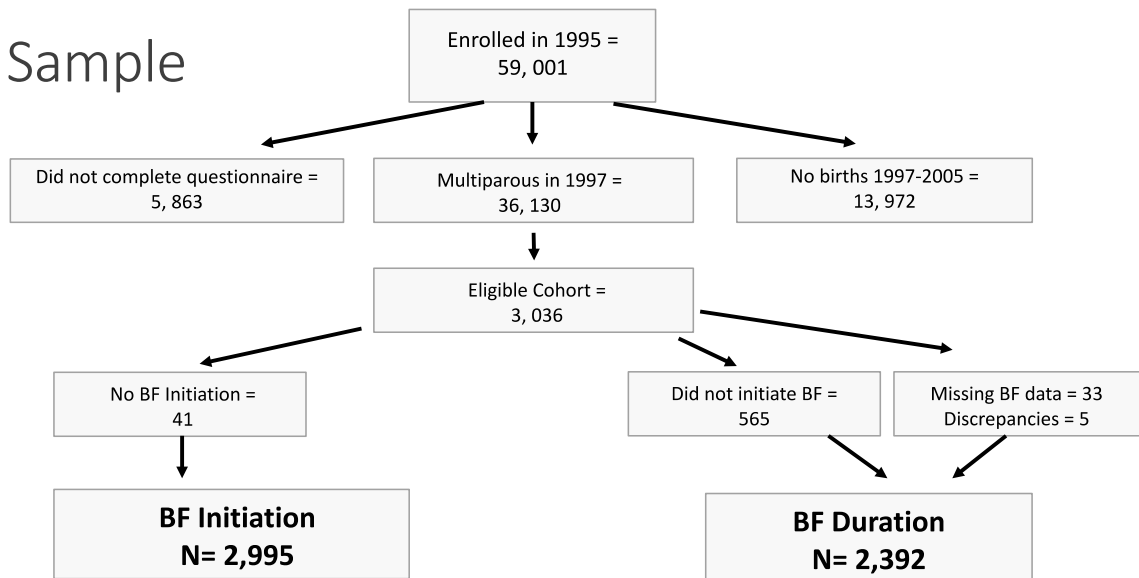 Sample
Enrolled in 1995 =
59, 001
Did not complete questionnaire =
5, 863
Multiparous in 1997 =
36, 130
No births 1997-2005 =
13, 972
Eligible Cohort =
3, 036
No BF Initiation =
41
Did not initiate BF =
565
Missing BF data = 33
Discrepancies = 5
BF Initiation
N= 2,995
BF Duration
N= 2,392